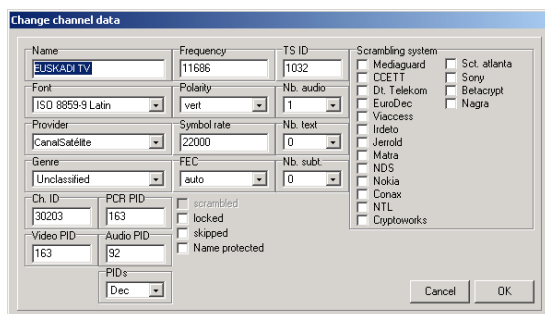 Change channel data
Name
EUSKADI TV
Frequency
11686
TS ID
1032
Font
ISO 8859-9 Latin
Polarity
vert
Nb. audio
1
Provider
CanalSatélite
Symbol rate
22000
Nb. text
0
Genre
Unclassified
FEC
auto
Nb. subt.
0
Ch. ID
30203
PCR PID
163
Video PID
163
Audio PID
92
PIDs
Dec
scrambled
locked
skipped
Name protected
Scrambling system
Mediaguard
CCETT
Dt. Telekom
EuroDec
Viaccess
Irdeto
Jerrold
Matra
NDS
Nokia
Conax
NTL
Cryptoworks
Sct. atlanta
Sony
Betacrypt
Nagra
Cancel
OK